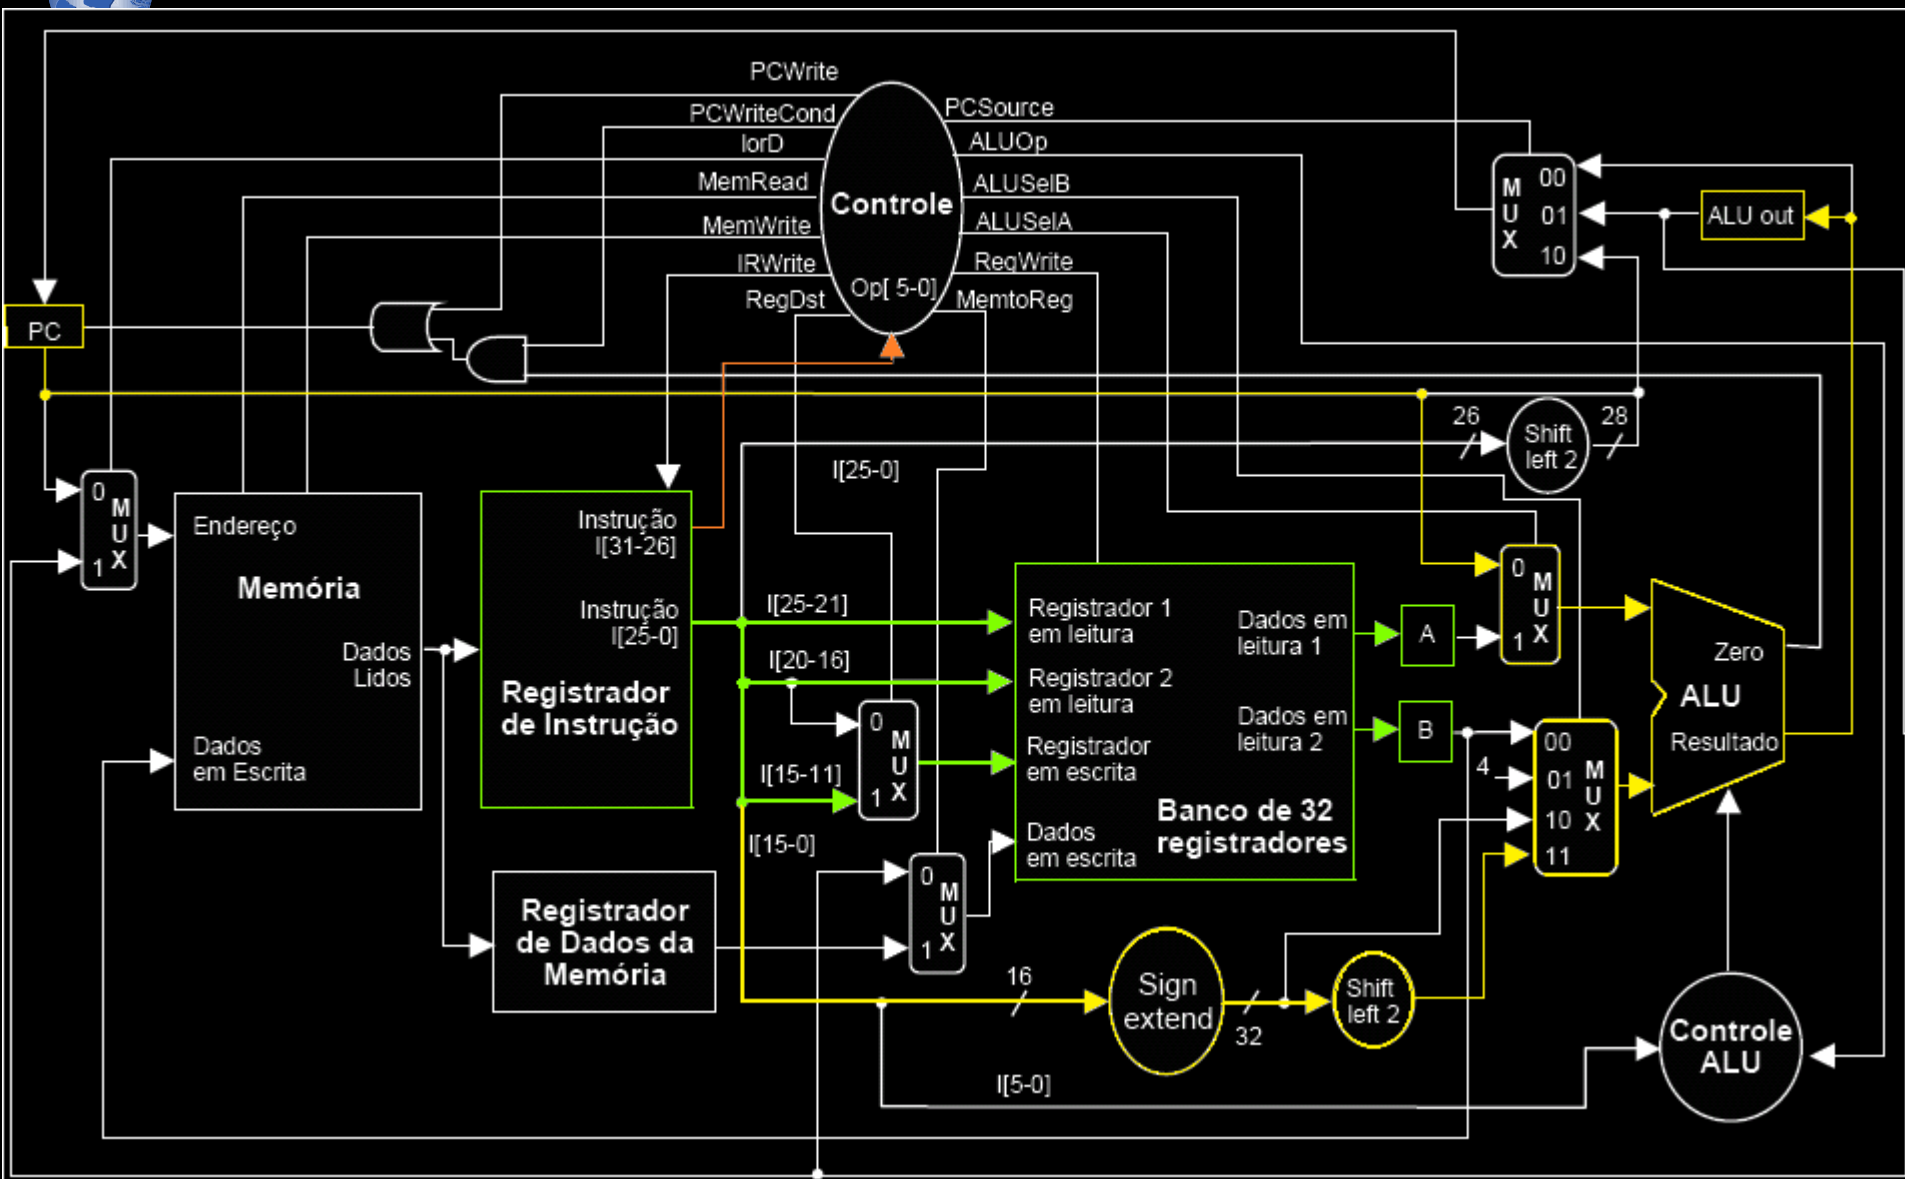 PCWrite
PCWriteCond
IorD
MemRead
MemWrite
IRWrite
RegDst
Controle
Op[ 5-0]
PCSource
ALUOp
ALUSelB
ALUSelA
RegWrite
MemtoReg
M
U
X
00
01
10
ALU out
PC
26
28
Shift
left 2
I[25-0]
0
1
M
U
X
Endereço
Memória
Dados
Lidos
Dados
em Escrita
Instrução
I[31-26]
Instrução
I[25-0]
Registrador
de Instrução
I[25-21]
I[20-16]
I[15-11]
I[15-0]
0
1
M
U
X
Registrador 1
em leitura
Registrador 2
em leitura
Registrador
em escrita
Dados
em escrita
Dados em
leitura 1
Dados em
leitura 2
Banco de 32
registradores
A
B
4
0
1
M
U
X
00
01
10
11
M
U
X
Zero
ALU
Resultado
Registrador
de Dados da
Memória
0
1
M
U
X
16
Sign
extend
32
Shift
left 2
I[5-0]
Controle
ALU